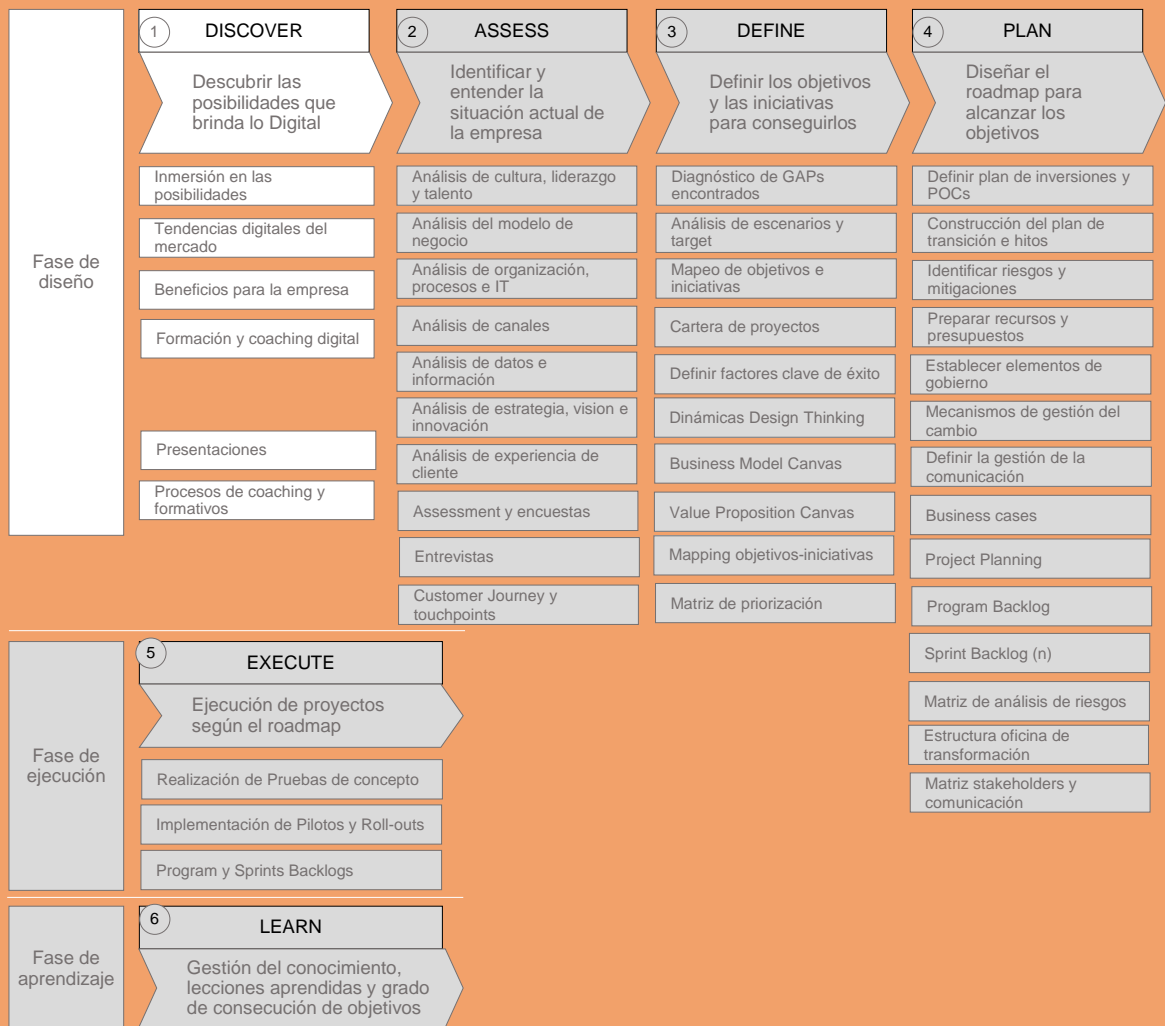 1
DISCOVER
Descubrir las
posibilidades que
brinda lo Digital
Inmersión en las
posibilidades
Tendencias digitales del
mercado
Beneficios para la empresa
Formación y coaching digital
Presentaciones
Procesos de coaching y
formativos
Fase de
diseño
2
ASSESS
Identificar y
entender la
situación actual de
la empresa
Análisis de cultura, liderazgo
y talento
Análisis del modelo de
negocio
Análisis de organización,
procesos e IT
Análisis de canales
Análisis de datos e
información
Análisis de estrategia, vision e
innovación
Análisis de experiencia de
cliente
Assessment y encuestas
Entrevistas
Customer Journey y
touchpoints
3
DEFINE
Definir los objetivos
y las iniciativas
para conseguirlos
Diagnóstico de GAPs
encontrados
Análisis de escenarios y
target
Mapeo de objetivos e
iniciativas
Cartera de proyectos
Definir factores clave de éxito
Dinámicas Design Thinking
Business Model Canvas
Value Proposition Canvas
Mapping objetivos-iniciativas
Matriz de priorización
4
PLAN
Diseñar el
roadmap para
alcanzar los
objetivos
Definir plan de inversiones y
POCs
Construcción del plan de
transición e hitos
Identificar riesgos y
mitigaciones
Preparar recursos y
presupuestos
Establecer elementos de
gobierno
Mecanismos de gestión del
cambio
Definir la gestión de la
comunicación
Business cases
Project Planning
Program Backlog
Sprint Backlog (n)
Matriz de análisis de riesgos
Estructura oficina de
transformación
Matriz stakeholders y
comunicación
Fase de
ejecución
5
EXECUTE
Ejecución de proyectos
según el roadmap
Realización de Pruebas de concepto
Implementación de Pilotos y Roll-outs
Program y Sprints Backlogs
Fase de
aprendizaje
6
LEARN
Gestión del conocimiento,
lecciones aprendidas y grado
de consecución de objetivos